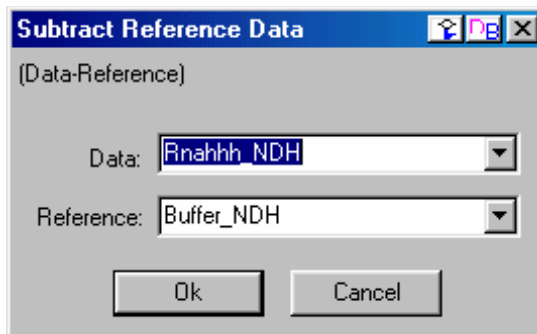 Subtract Reference Data
(Data-Reference)
Data: Rnahhh_NDH
Reference: Buffer_NDH
Ok Cancel